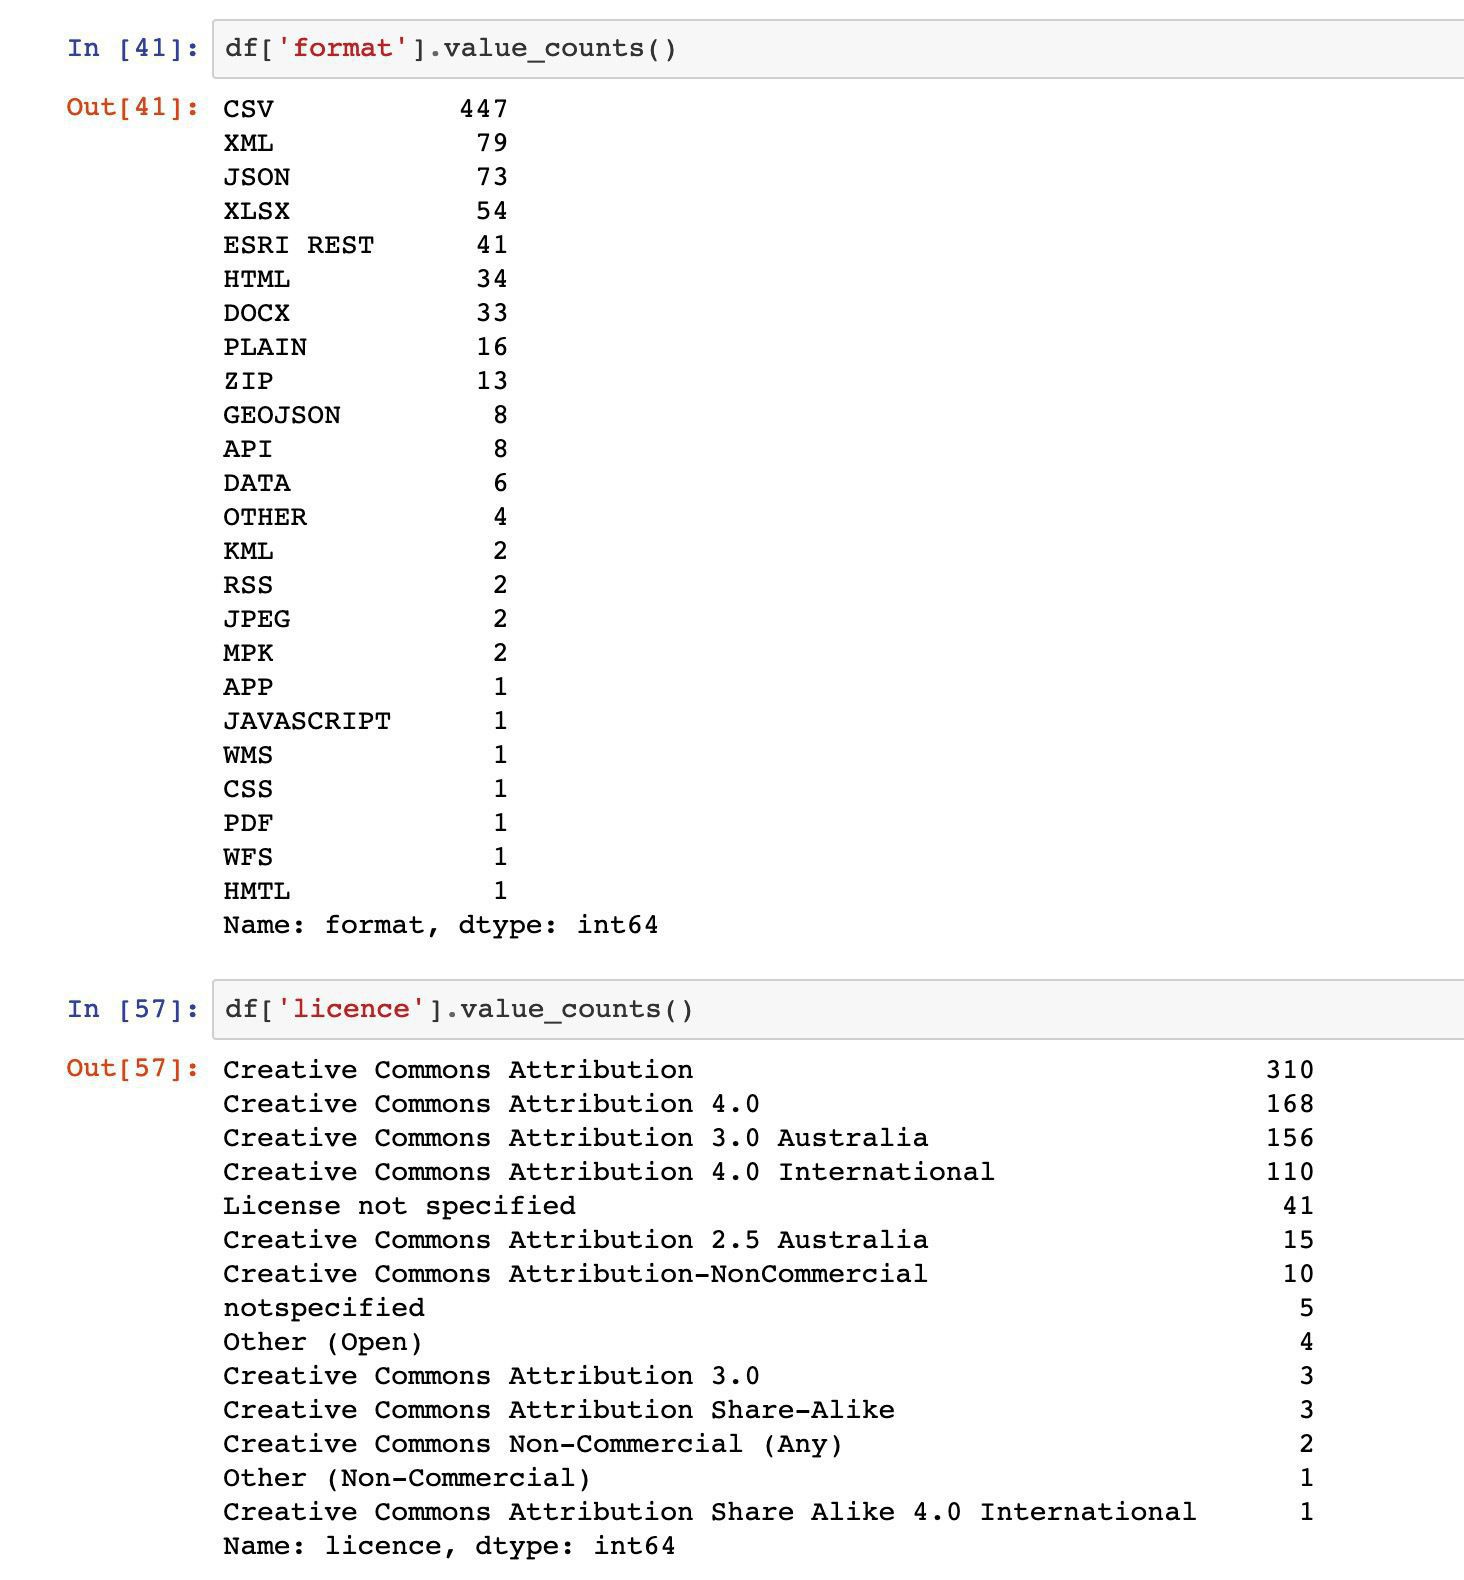 In [41]: df['format'].value_counts()
Out[41]: CSV 447
XML 79
JSON 73
XLSX 54
ESRI REST 41
HTML 34
DOCX 33
PLAIN 16
ZIP 13
GEOJSON 8
API 8
DATA 6
OTHER 4
KML 2
RSS 2
JPEG 2
MPK 2
APP 1
JAVASCRIPT 1
WMS 1
CSS 1
PDF 1
WFS 1
HMTL 1
Name: format, dtype: int64
In [57]: df['licence'].value_counts()
Out[57]: Creative Commons Attribution 310
Creative Commons Attribution 4.0 168
Creative Commons Attribution 3.0 Australia 156
Creative Commons Attribution 4.0 International 110
License not specified 41
Creative Commons Attribution 2.5 Australia 15
Creative Commons Attribution-NonCommercial 10
notspecified 5
Other (Open) 4
Creative Commons Attribution 3.0 3
Creative Commons Attribution Share-Alike 3
Creative Commons Non-Commercial (Any) 2
Other (Non-Commercial) 1
Creative Commons Attribution Share Alike 4.0 International 1
Name: licence, dtype: int64